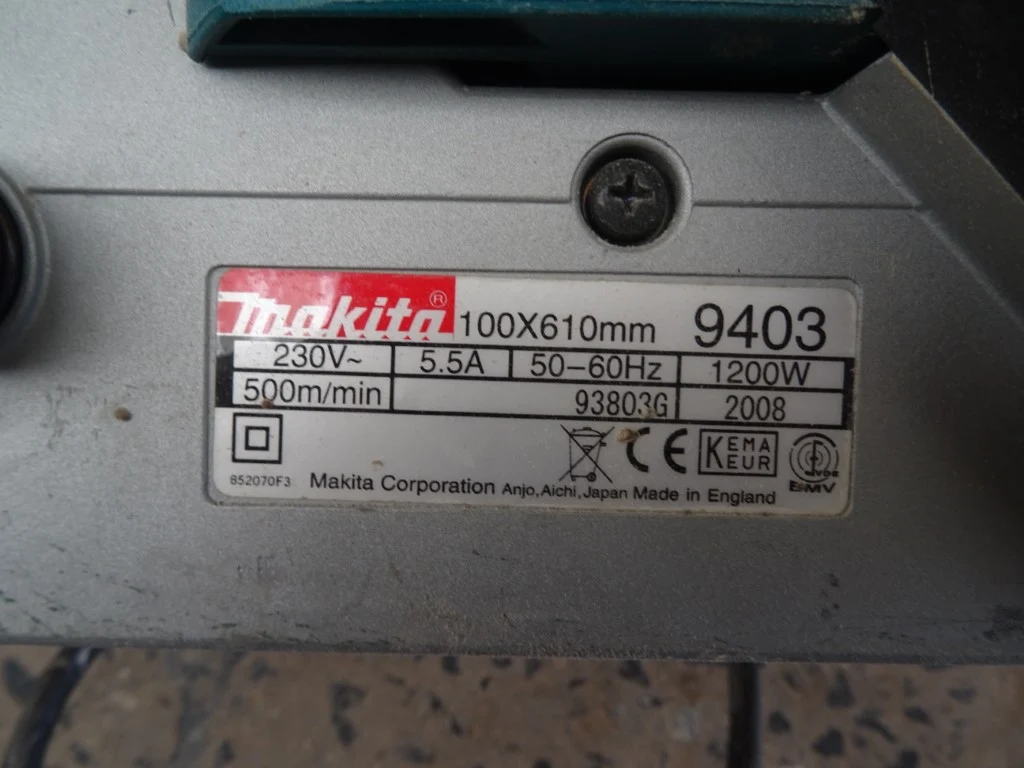 makita® 100X610mm 9403
230V~ 5.5A 50-60Hz 1200W
500m/min 93803G 2008
CE KEMA KEUR VDE EMV
852070F3 Makita Corporation Anjo, Aichi, Japan Made in England